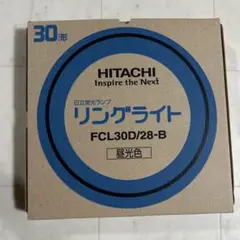 30形
HITACHI
Inspire the Next
日立蛍光ランプ
リングライト
FCL30D/28-B
昼光色